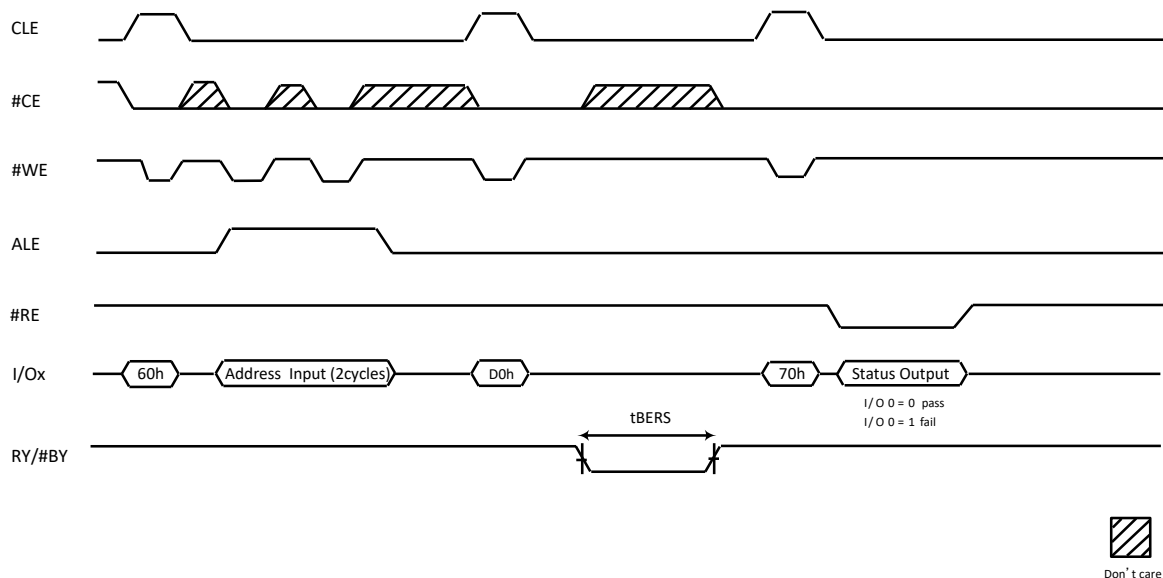 CLE
#CE
#WE
ALE
#RE
I/Ox
60h
Address Input (2cycles)
D0h
70h
Status Output
I/O 0 = 0 pass
I/O 0 = 1 fail
tBERS
RY/#BY
Don't care